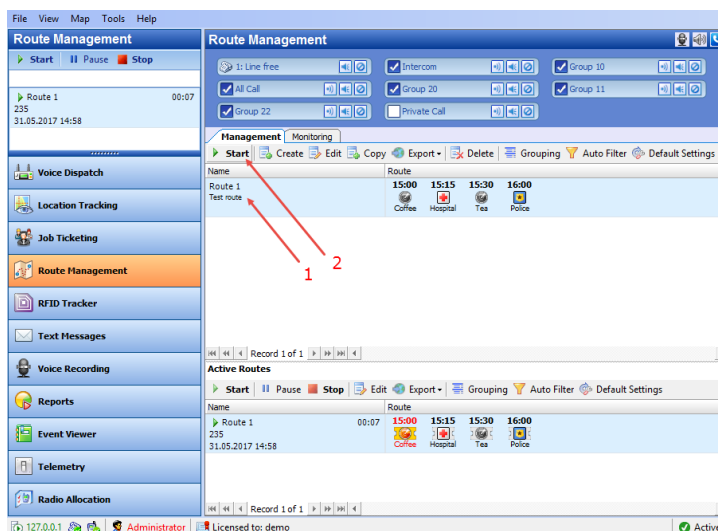 File View Map Tools Help
Route Management
Start Pause Stop
Route 1 00:07
235
31.05.2017 14:58
Voice Dispatch
Location Tracking
Job Ticketing
Route Management
RFID Tracker
Text Messages
Voice Recording
Reports
Event Viewer
Telemetry
Radio Allocation
Route Management
1: Line free Intercom Group 10
All Call Group 20 Group 11
Group 22 Private Call
Management Monitoring
Start Create Edit Copy Export Delete Grouping Auto Filter Default Settings
Name Route
Route 1 15:00 15:15 15:30 16:00
Test route
Coffee Hospital Tea Police
1 2
Record 1 of 1
Active Routes
Start Pause Stop Edit Export Grouping Auto Filter Default Settings
Name Route
Route 1 00:07 15:00 15:15 15:30 16:00
235
31.05.2017 14:58 Coffee Hospital Tea Police
Record 1 of 1
127.0.0.1 Administrator Licensed to: demo Active